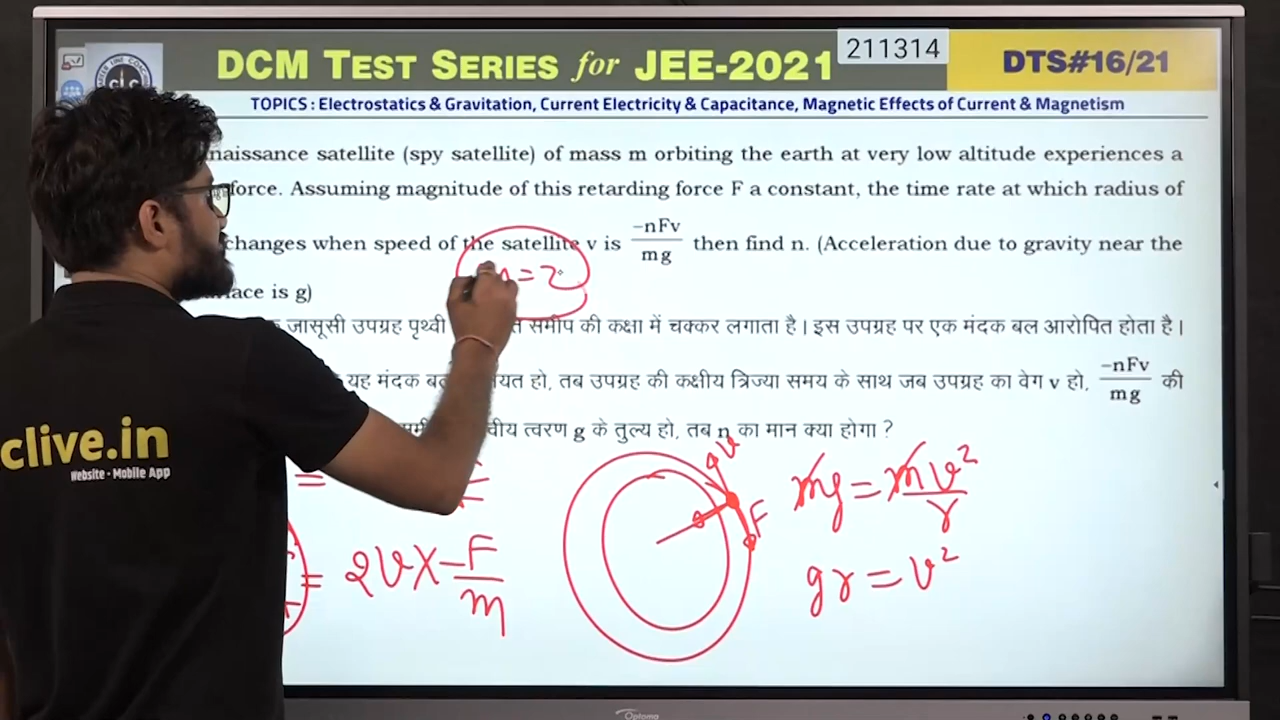 DCM TEST SERIES for JEE-2021
211314
DTS#16/21
TOPICS : Electrostatics & Gravitation, Current Electricity & Capacitance, Magnetic Effects of Current & Magnetism
satellite (spy satellite) of mass m orbiting the earth at very low altitude experiences a
force. Assuming magnitude of this retarding force F a constant, the time rate at which radius of
changes when speed of the satellite v is -nFv/mg then find n. (Acceleration due to gravity near the
is g)
=2
जासूसी उपग्रह पृथ्वी समीप की कक्षा में चक्कर लगाता है। इस उपग्रह पर एक मंदक बल आरोपित होता है।
यह मंदक हो, तब उपग्रह की कक्षीय त्रिज्या समय के साथ जब उपग्रह का वेग v हो, -nFv/mg की
त्वरण g के तुल्य हो, तब n का मान क्या होगा ?
clive.in
Website - Mobile App
=
= 2v × -F/m
v
F
mg = mv²/r
gr = v²
Optoma